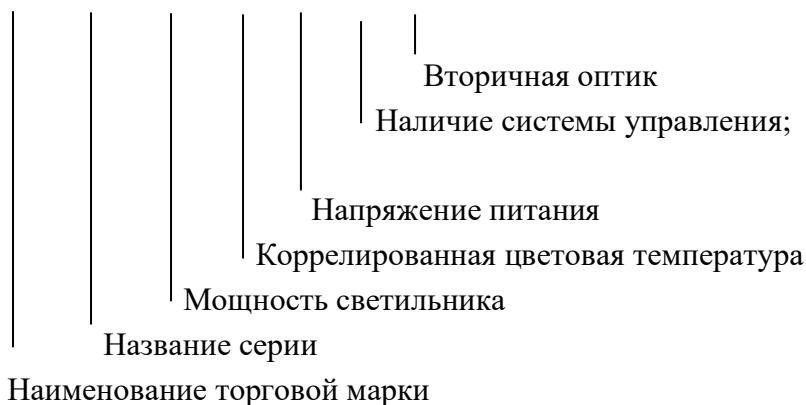 Вторичная оптик
Наличие системы управления;
Напряжение питания
Коррелированная цветовая температура
Мощность светильника
Название серии
Наименование торговой марки